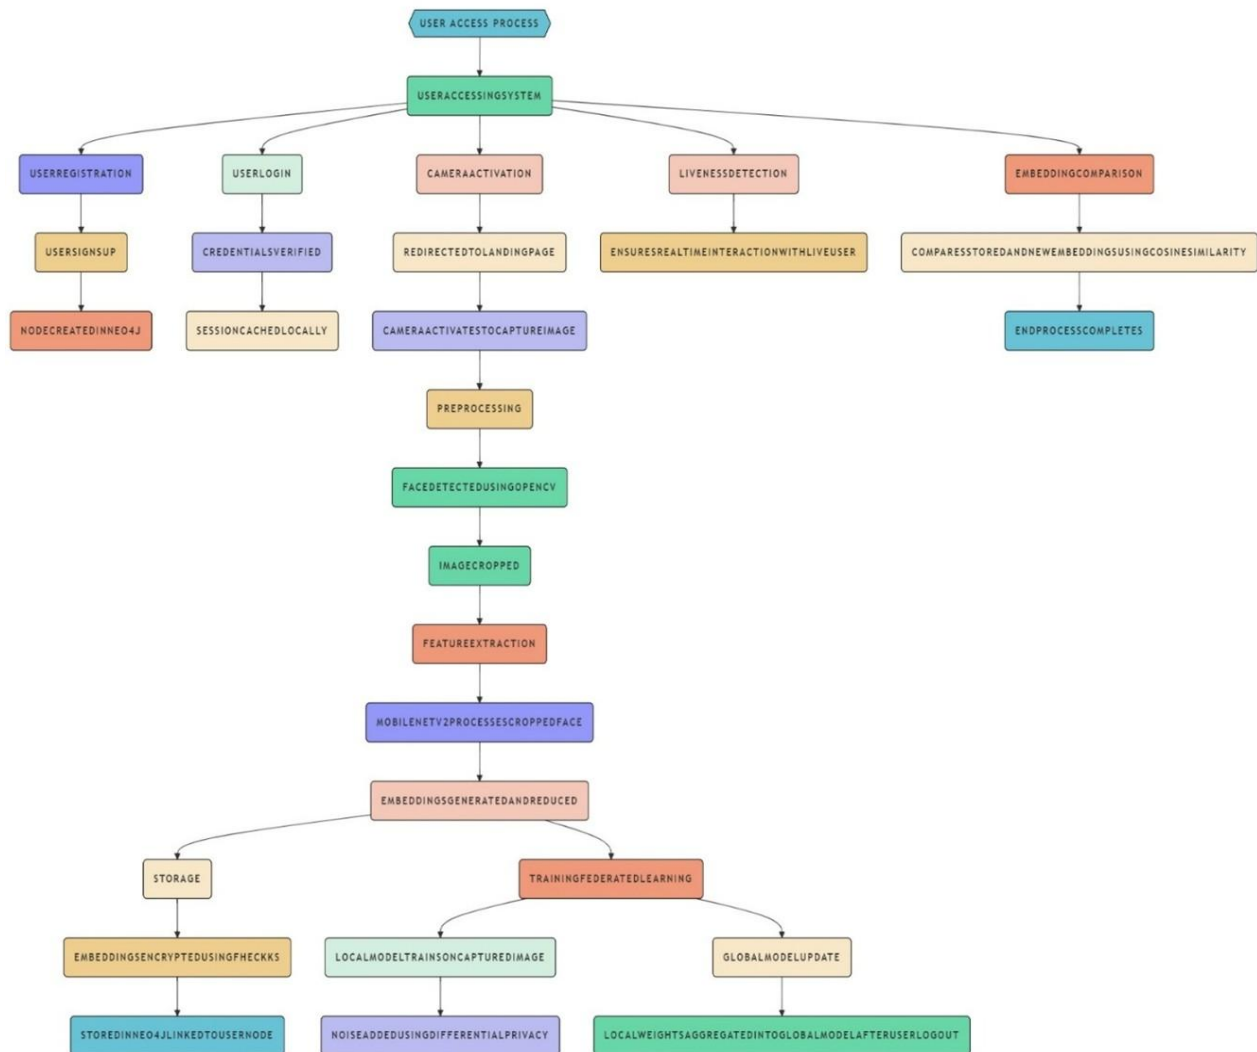 USER ACCESS PROCESS
USERACCESSINGSYSTEM
USERREGISTRATION
USERLOGIN
CAMERAACTIVATION
LIVENESSDETECTION
EMBEDDINGCOMPARISON
USERSIGNSUP
CREDENTIALSVERIFIED
REDIRECTEDTOLANDINGPAGE
ENSURESREALTIMEINTERACTIONWITHLIVEUSER
COMPARESSTOREDANDNEWEMBEDDINGSUSINGCOSINESIMILARITY
NODECREATEDINNEO4J
SESSIONCACHEDLOCALLY
CAMERAACTIVATESTOCAPTUREIMAGE
ENDPROCESSCOMPLETES
PREPROCESSING
FACEDETECTEDUSINGOPENCV
IMAGECROPPED
FEATUREEXTRACTION
MOBILENETV2PROCESSESCROPPEDFACE
EMBEDDINGSGENERATEDANDREDUCED
STORAGE
TRAININGFEDERATEDLEARNING
EMBEDDINGSENCRYPTEDUSINGFHECKKS
LOCALMODELTRAINSONCAPTUREDIMAGE
GLOBALMODELUPDATE
STOREDINNEO4JLINKEDTOUSERNODE
NOISEADDEDUSINGDIFFERENTIALPRIVACY
LOCALWEIGHTSAGGREGATEDINTOGLOBALMODELAFTERUSERLOGOUT